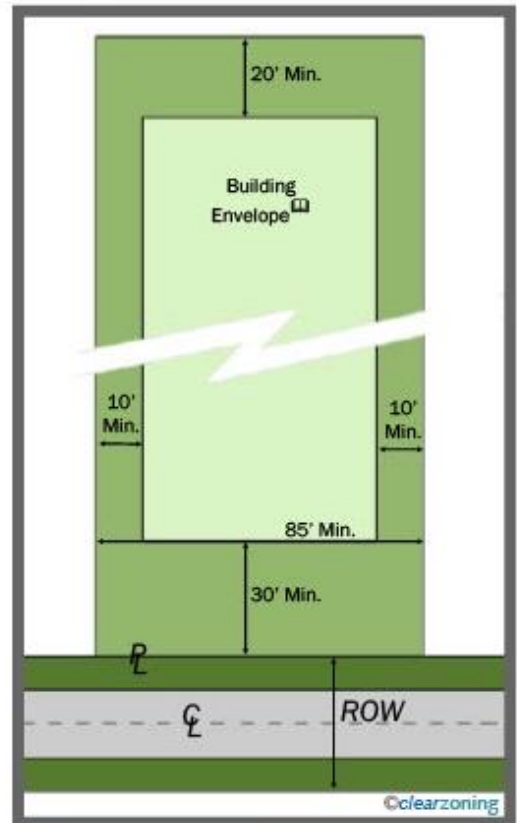 20' Min.
Building
Envelope
10'
Min.
10'
Min.
85' Min.
30' Min.
PL
CL
ROW
©clearzoning